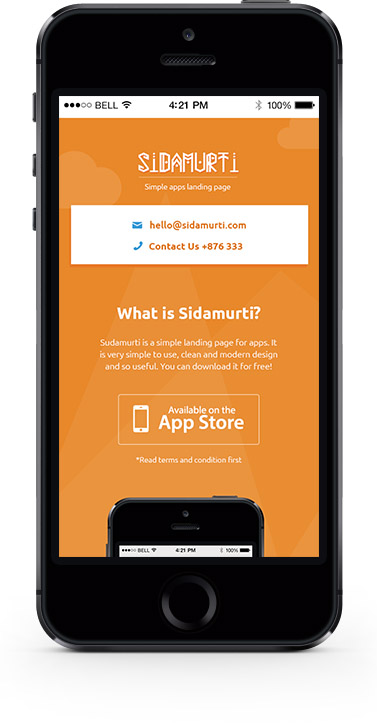 BELL 4:21 PM 100%
SIDAMURTI
Simple apps landing page
hello@sidamurti.com
Contact Us +876 333
What is Sidamurti?
Sudamurti is a simple landing page for apps. It
is very simple to use, clean and modern design
and so useful. You can download it for free!
Available on the
App Store
*Read terms and condition first
BELL 4:21 PM 100%